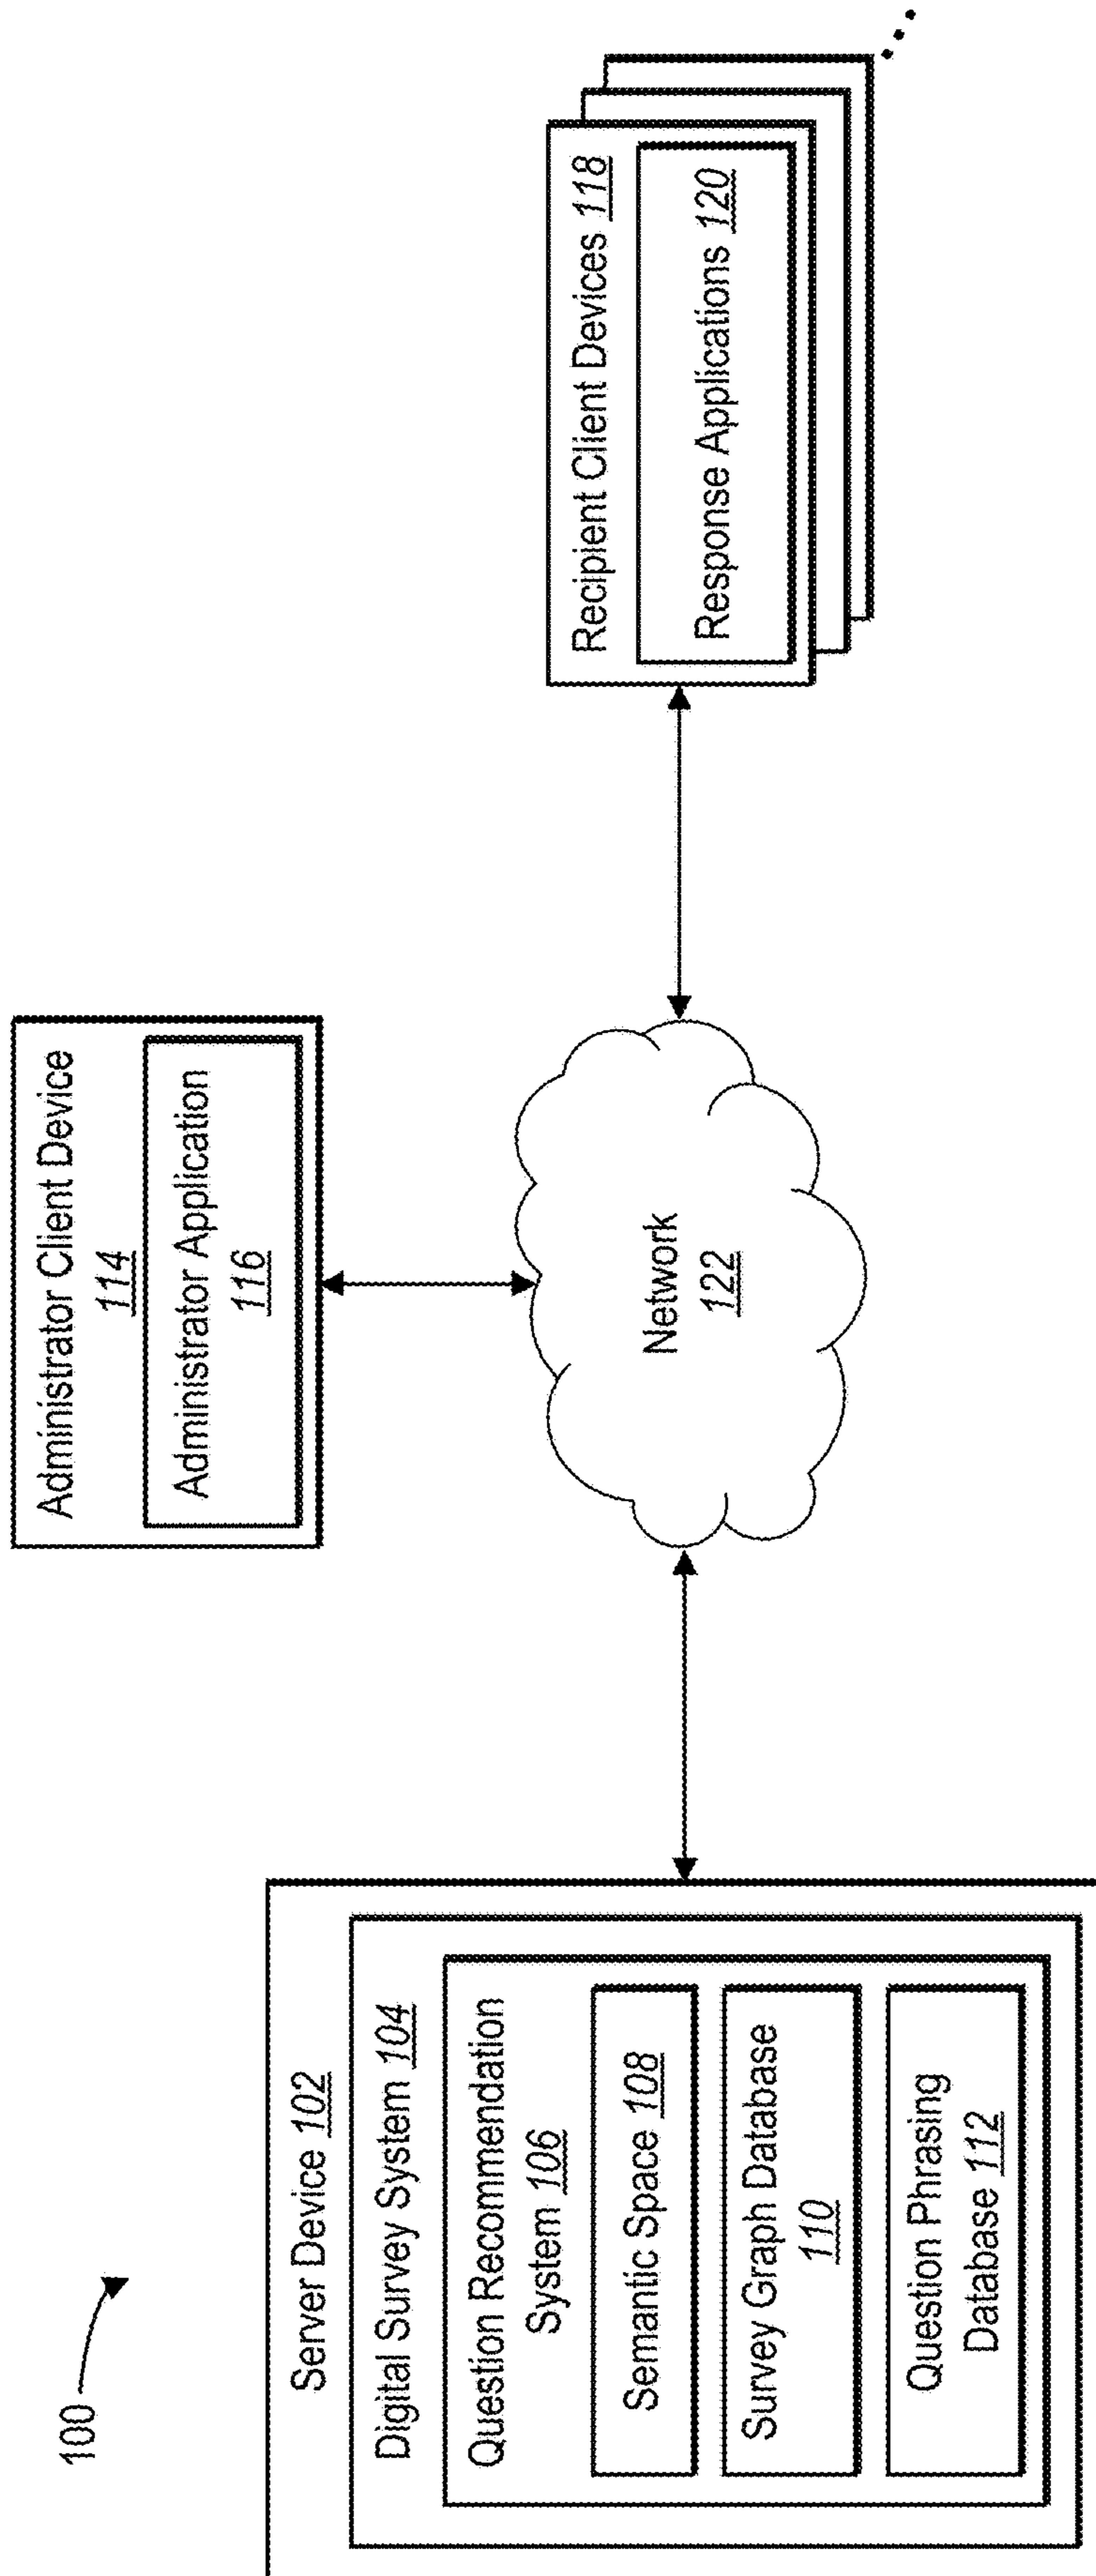 100
Server Device 102
Digital Survey System 104
Question Recommendation
System 106
Semantic Space 108
Survey Graph Database
110
Question Phrasing
Database 112
Administrator Client Device
114
Administrator Application
116
Network
122
Recipient Client Devices 118
Response Applications 120